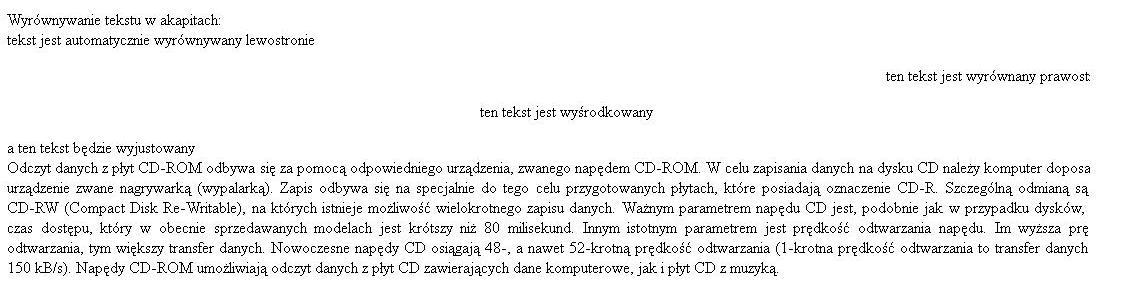 Wyrównywanie tekstu w akapitach:
tekst jest automatycznie wyrównywany lewostronie
ten tekst jest wyrównany prawost
ten tekst jest wyśrodkowany
a ten tekst będzie wyjustowany
Odczyt danych z płyt CD-ROM odbywa się za pomocą odpowiedniego urządzenia, zwanego napędem CD-ROM. W celu zapisania danych na dysku CD należy komputer doposa
urządzenie zwane nagrywarką (wypalarką). Zapis odbywa się na specjalnie do tego celu przygotowanych płytach, które posiadają oznaczenie CD-R. Szczególną odmianą są
CD-RW (Compact Disk Re-Writable), na których istnieje możliwość wielokrotnego zapisu danych. Ważnym parametrem napędu CD jest, podobnie jak w przypadku dysków,
czas dostępu, który w obecnie sprzedawanych modelach jest krótszy niż 80 milisekund. Innym istotnym parametrem jest prędkość odtwarzania napędu. Im wyższa prę
odtwarzania, tym większy transfer danych. Nowoczesne napędy CD osiągają 48-, a nawet 52-krotną prędkość odtwarzania (1-krotna prędkość odtwarzania to transfer danych
150 kB/s). Napędy CD-ROM umożliwiają odczyt danych z płyt CD zawierających dane komputerowe, jak i płyt CD z muzyką.